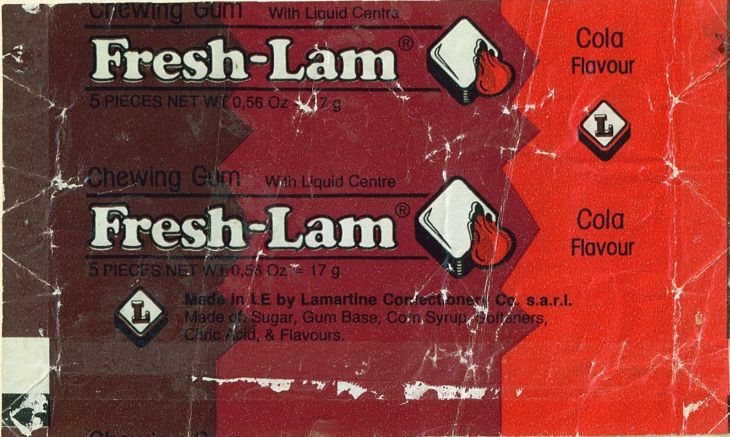 Chewing Gum With Liquid Centre
Fresh-Lam®
5 PIECES NET WT 0,56 Oz = 17 g
Cola
Flavour
L
Chewing Gum With Liquid Centre
Fresh-Lam®
5 PIECES NET WT 0,56 Oz = 17 g
Cola
Flavour
L
Made in LE by Lamartine Confectionery Co. s.a.r.l.
Made of: Sugar, Gum Base, Corn Syrup, Softeners,
Citric Acid, & Flavours.